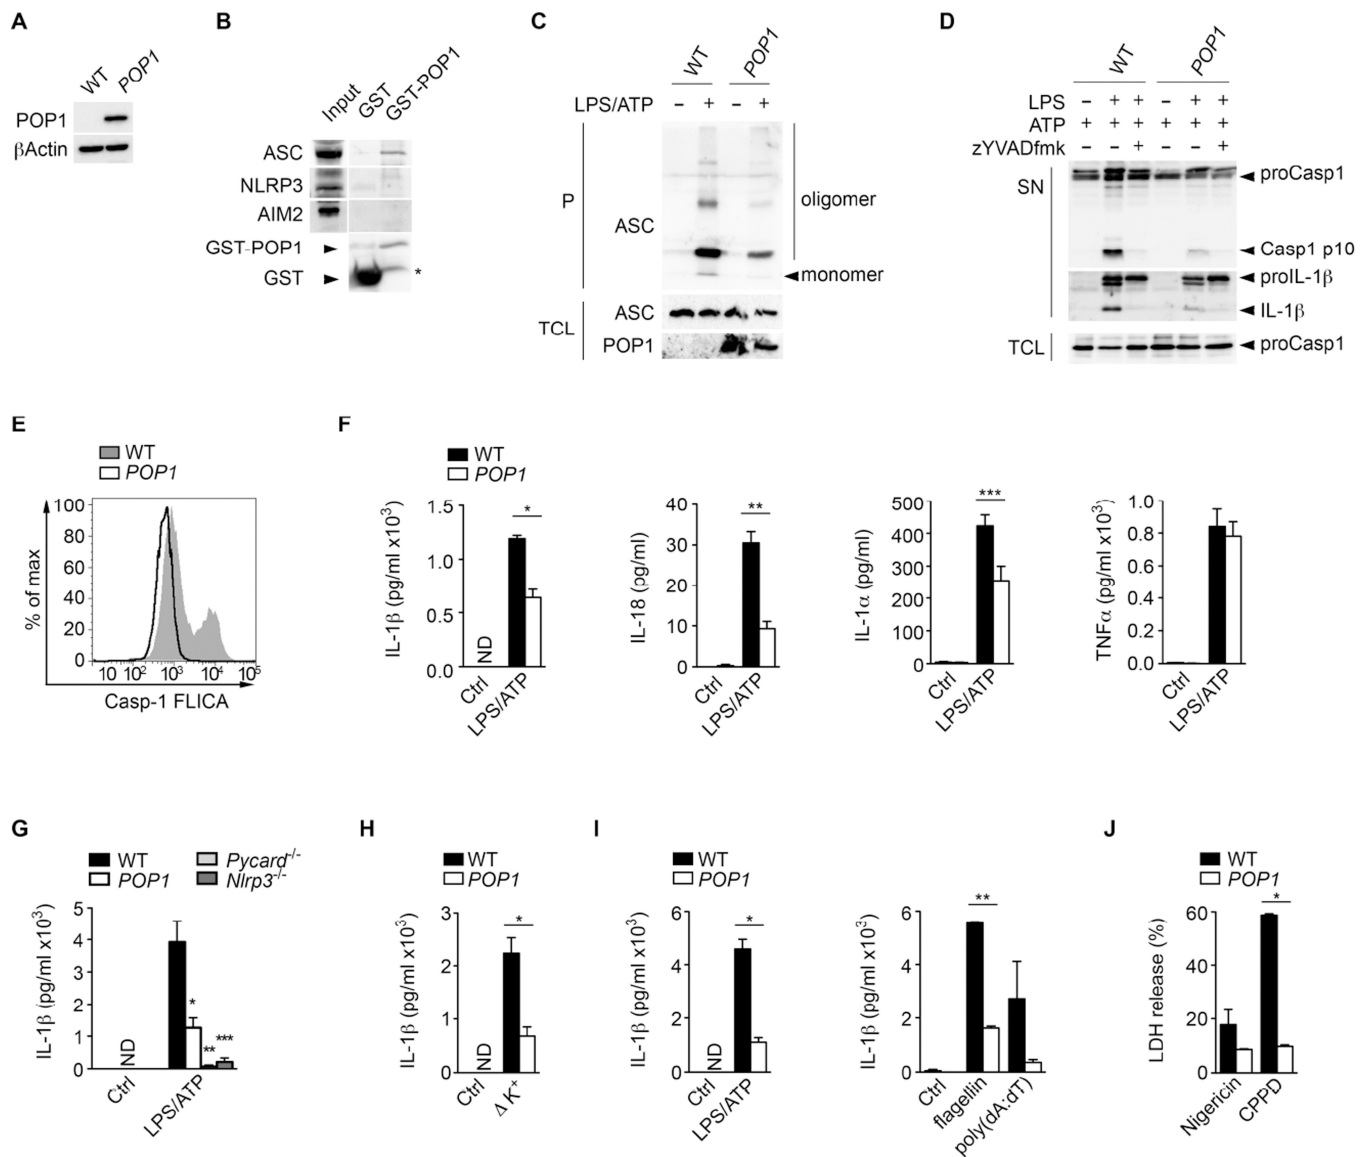 A
WT
POP1
POP1
βActin
B
Input
GST
GST-POP1
ASC
NLRP3
AIM2
GST-POP1
GST
*
C
WT
POP1
LPS/ATP - + - +
P
ASC
oligomer
monomer
TCL
ASC
POP1
D
WT
POP1
LPS - + + - + +
ATP + + + + + +
zYVADfmk - - + - - +
SN
proCasp1
Casp1 p10
proIL-1β
IL-1β
TCL
proCasp1
E
WT
POP1
% of max
100
80
60
40
20
0
10 10² 10³ 10⁴ 10⁵
Casp-1 FLICA
F
WT
POP1
IL-1β (pg/ml x10³)
1.5
1.2
0.9
0.5
0.0
ND
*
Ctrl
LPS/ATP
IL-18 (pg/ml)
40
30
20
10
0
**
Ctrl
LPS/ATP
IL-1α (pg/ml)
500
400
300
200
100
0
***
Ctrl
LPS/ATP
TNFα (pg/ml x10³)
1.0
0.8
0.6
0.4
0.2
0.0
Ctrl
LPS/ATP
G
WT
POP1
Pycard-/-
Nlrp3-/-
IL-1β (pg/ml x10³)
5
4
3
2
1
0
ND
*
**
***
Ctrl
LPS/ATP
H
WT
POP1
IL-1β (pg/ml x10³)
3
2
1
0
ND
*
Ctrl
Δ K⁺
I
WT
POP1
IL-1β (pg/ml x10³)
6
4
2
0
ND
*
Ctrl
LPS/ATP
IL-1β (pg/ml x10³)
6
4
2
0
**
Ctrl
flagellin
poly(dA:dT)
J
WT
POP1
LDH release (%)
60
40
20
0
*
Nigericin
CPPD